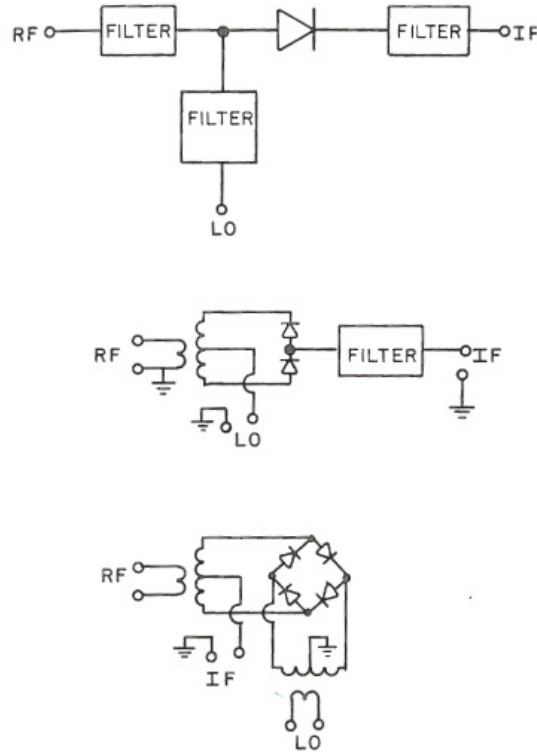 RF FILTER FILTER IF
FILTER
LO
RF FILTER IF
LO
RF
IF
LO